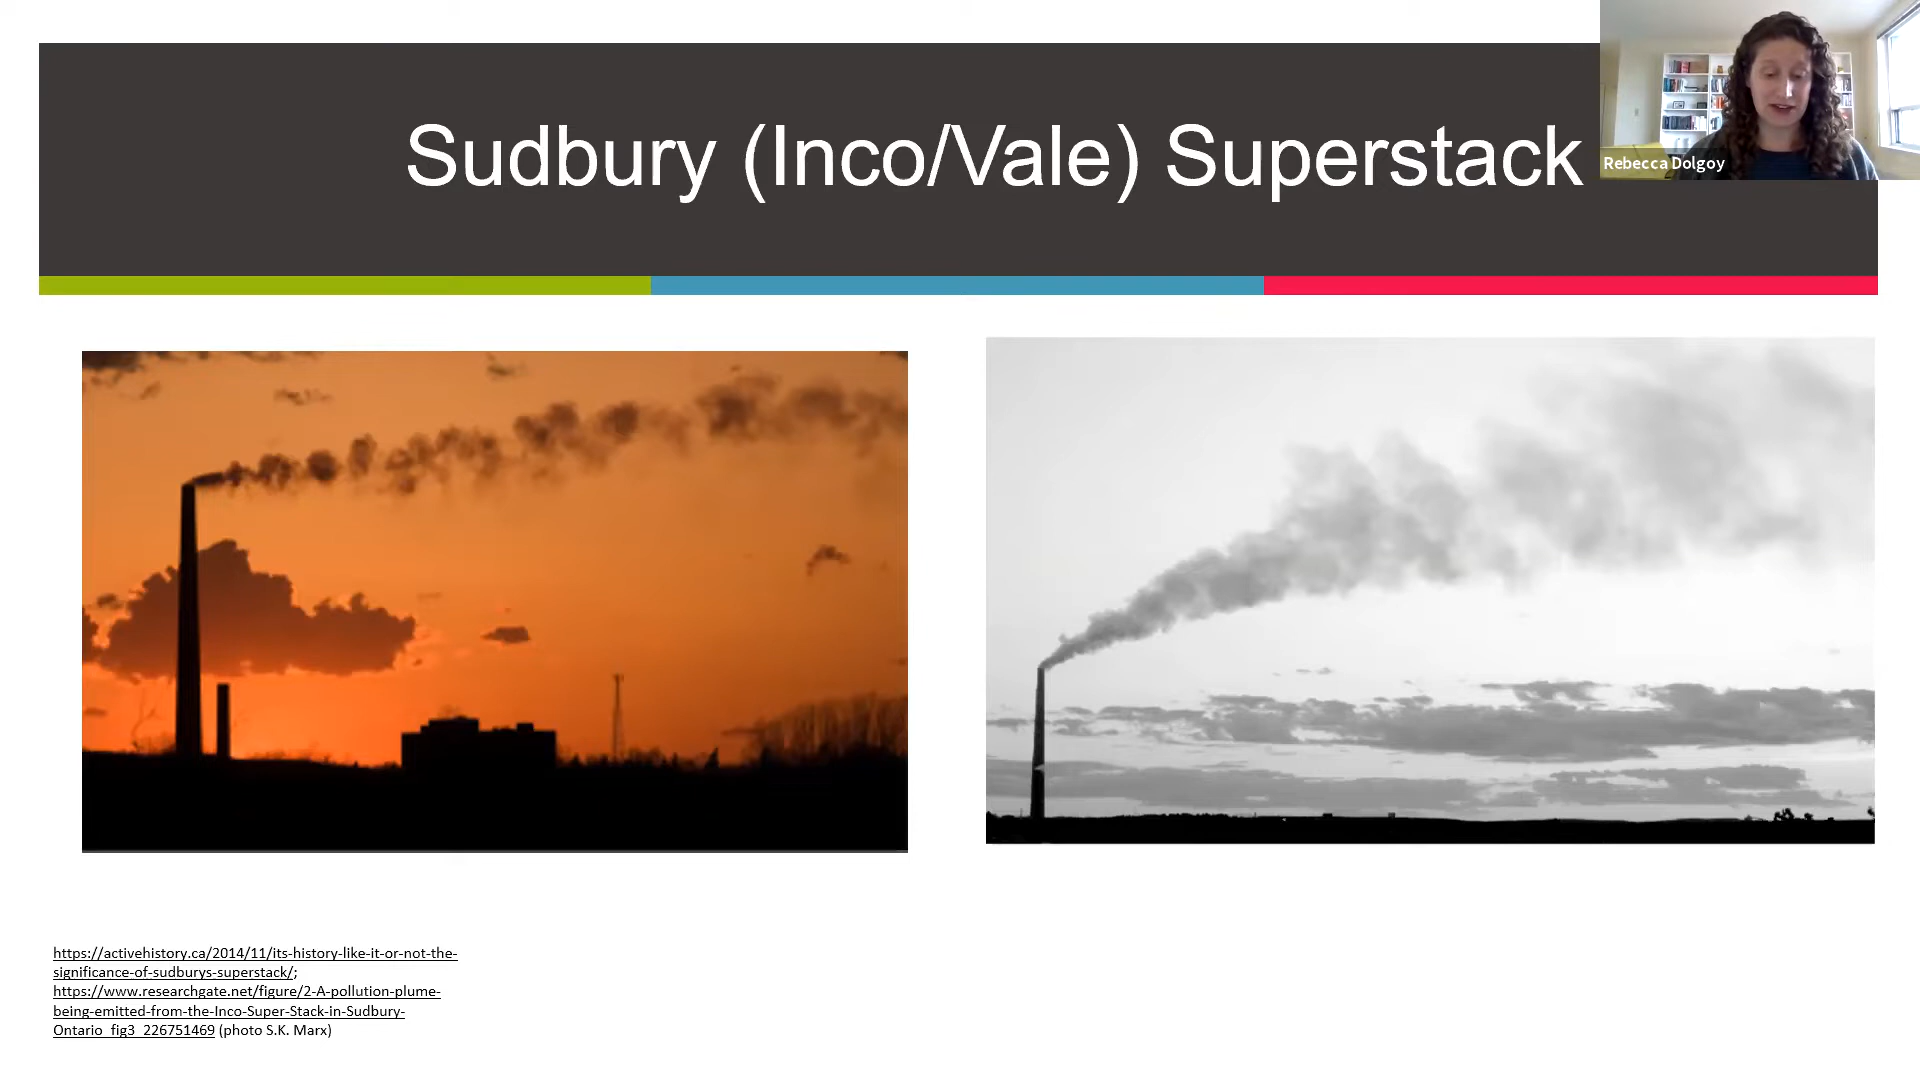 Sudbury (Inco/Vale) Superstack
Rebecca Dolgoy
https://activehistory.ca/2014/11/its-history-like-it-or-not-the-
significance-of-sudburys-superstack/;
https://www.researchgate.net/figure/2-A-pollution-plume-
being-emitted-from-the-Inco-Super-Stack-in-Sudbury-
Ontario_fig3_226751469 (photo S.K. Marx)